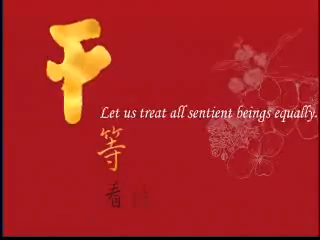 平
Let us treat all sentient beings equally.
等
看